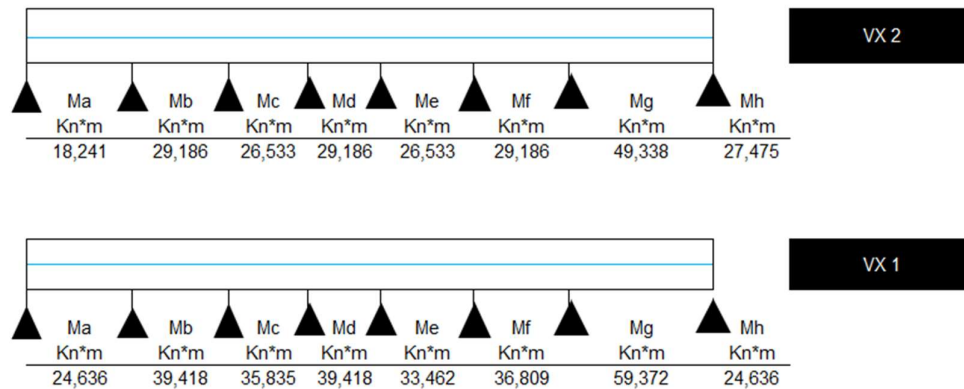 VX 2
Ma Mb Mc Md Me Mf Mg Mh
Kn*m Kn*m Kn*m Kn*m Kn*m Kn*m Kn*m Kn*m
18,241 29,186 26,533 29,186 26,533 29,186 49,338 27,475
VX 1
Ma Mb Mc Md Me Mf Mg Mh
Kn*m Kn*m Kn*m Kn*m Kn*m Kn*m Kn*m Kn*m
24,636 39,418 35,835 39,418 33,462 36,809 59,372 24,636